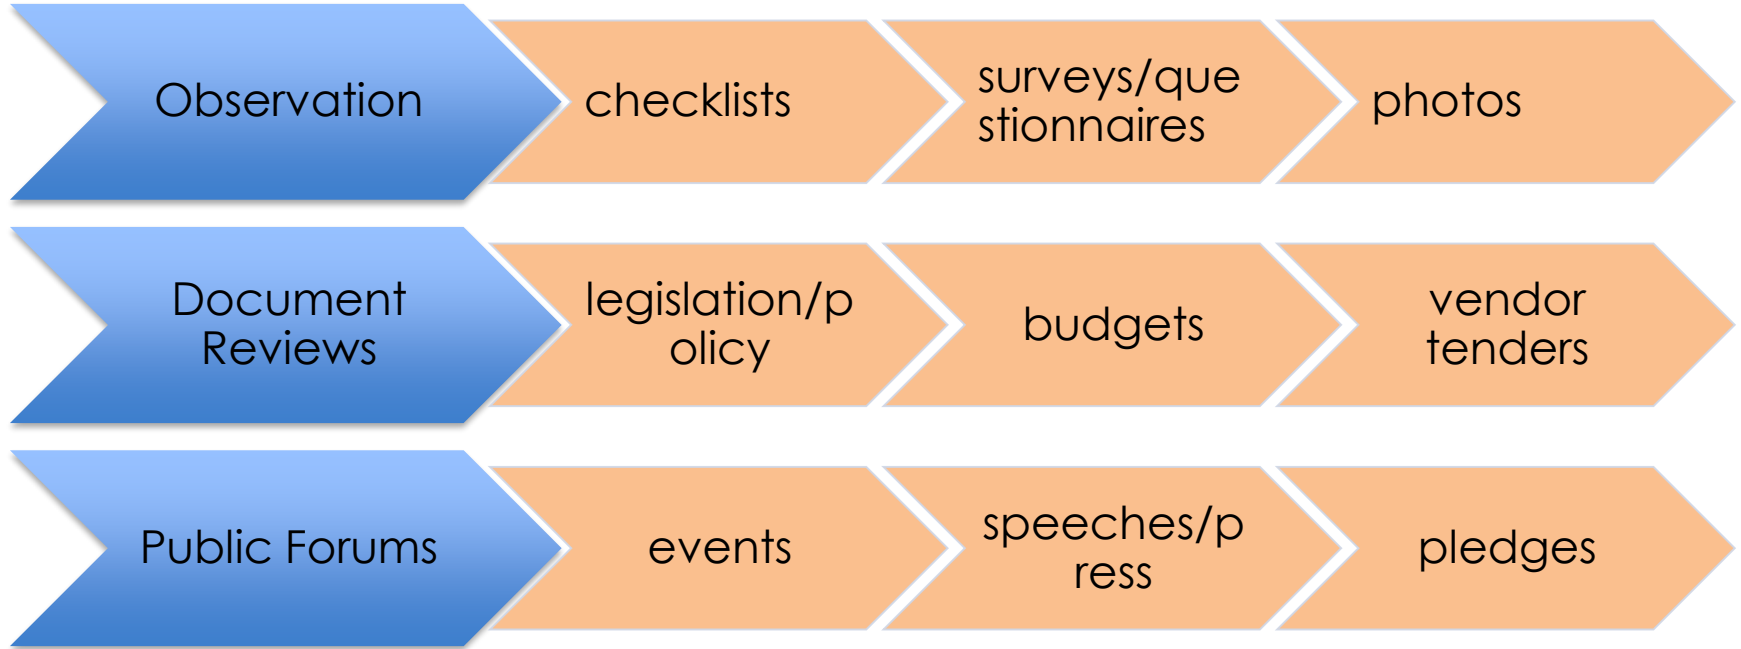 Observation
checklists
surveys/que
stionnaires
photos
Document
Reviews
legislation/p
olicy
budgets
vendor
tenders
Public Forums
events
speeches/p
ress
pledges